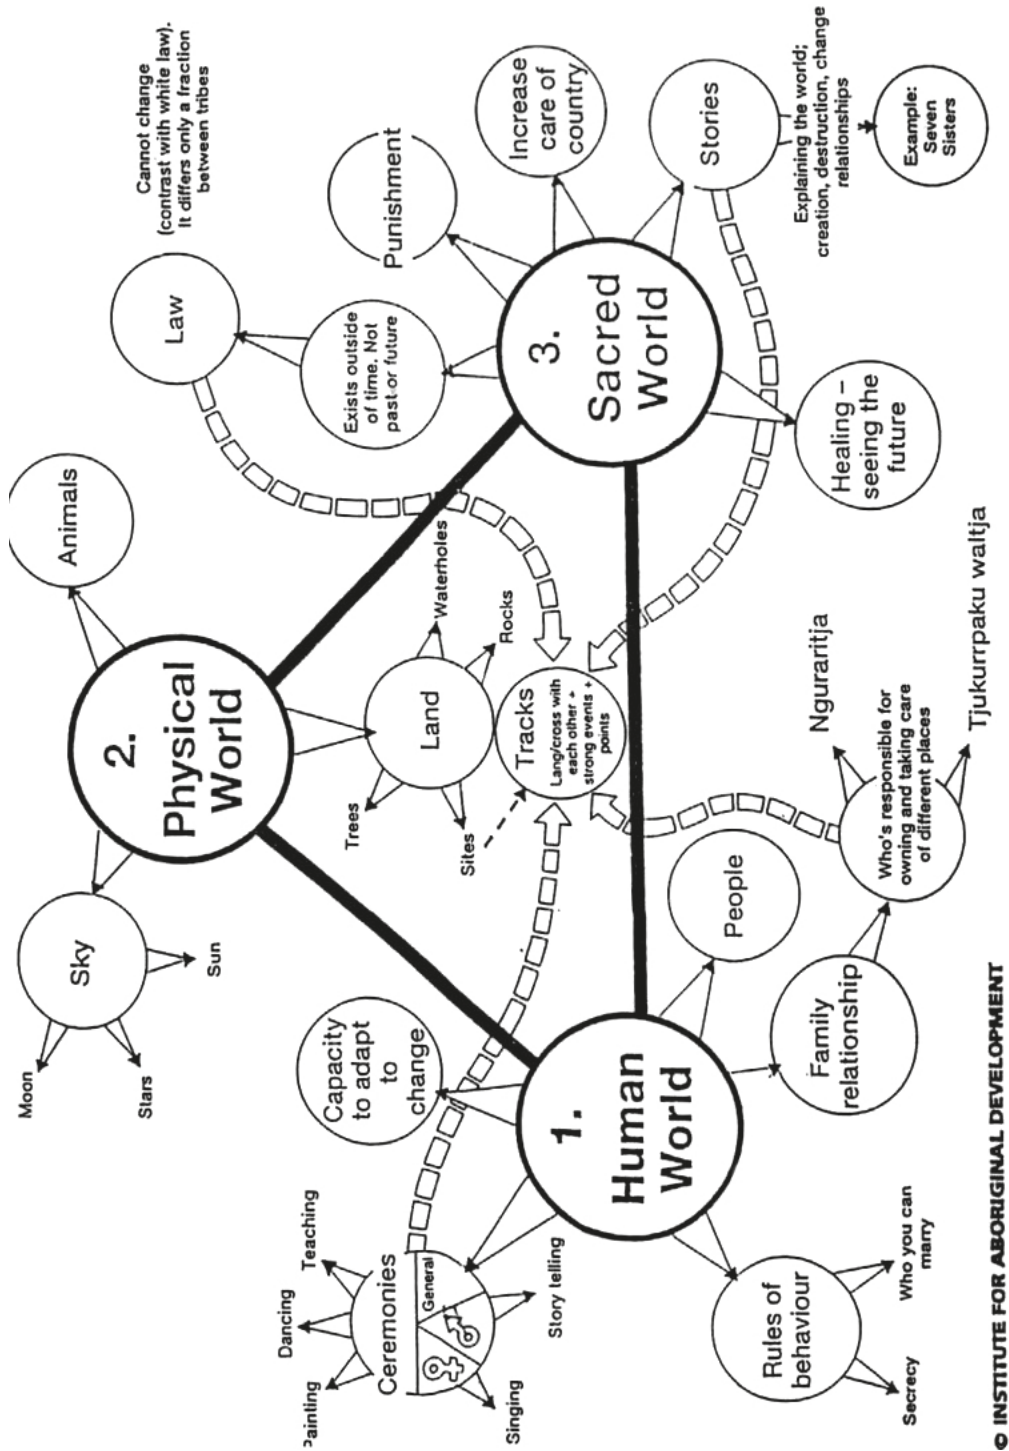 Moon
Sky
Stars
Sun
2.
Physical
World
Animals
Law
Cannot change
(contrast with white law).
It differs only a fraction
between tribes
Painting
Dancing
Teaching
Ceremonies
General
Singing
Story telling
Capacity
to adapt
to
change
Trees
Land
Waterholes
Sites
Rocks
Exists outside
of time. Not
past or future
Punishment
Tracks
Lang/cross with
each other +
strong events +
points
1.
Human
World
3.
Sacred
World
Increase
care of
country
Stories
Explaining the world;
creation, destruction, change
relationships
Example:
Seven
Sisters
People
Rules of
behaviour
Secrecy
Who you can
marry
Family
relationship
Who's responsible for
owning and taking care
of different places
Nguraritja
Tjukurrpaku waltja
Healing –
seeing the
future
© INSTITUTE FOR ABORIGINAL DEVELOPMENT